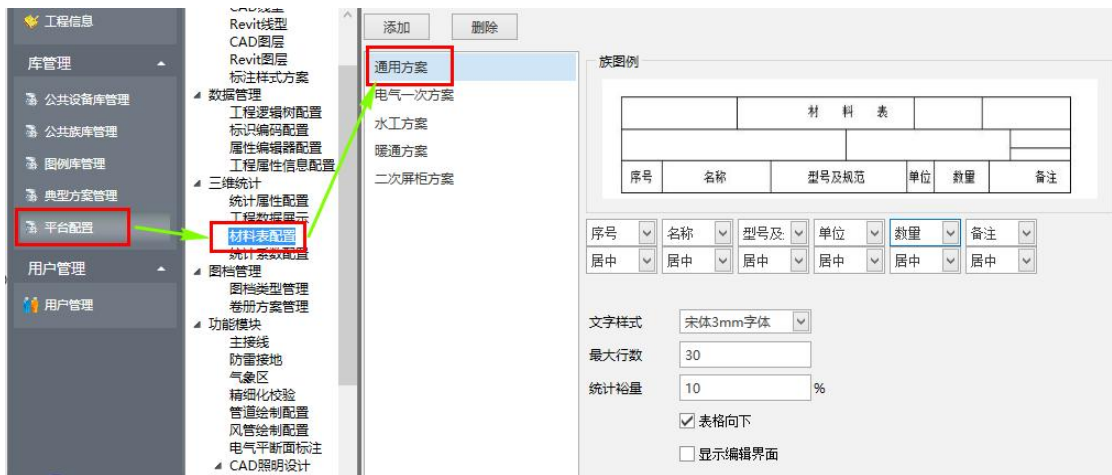 工程信息
库管理
公共设备库管理
公共族库管理
图例库管理
典型方案管理
平台配置
用户管理
用户管理
CAD线型
Revit线型
CAD图层
Revit图层
标注样式方案
数据管理
工程逻辑树配置
标识编码配置
属性编辑器配置
工程属性信息配置
三维统计
统计属性配置
工程数据展示
材料表配置
统计系数配置
图档管理
图档类型管理
卷册方案管理
功能模块
主接线
防雷接地
气象区
精细化校验
管道绘制配置
风管绘制配置
电气平断面标注
CAD照明设计
添加 删除
通用方案
电气一次方案
水工方案
暖通方案
二次屏柜方案
族图例
材 料 表
序号 名称 型号及规范 单位 数量 备注
序号 名称 型号及 单位 数量 备注
居中 居中 居中 居中 居中 居中
文字样式 宋体3mm字体
最大行数 30
统计裕量 10 %
表格向下
显示编辑界面